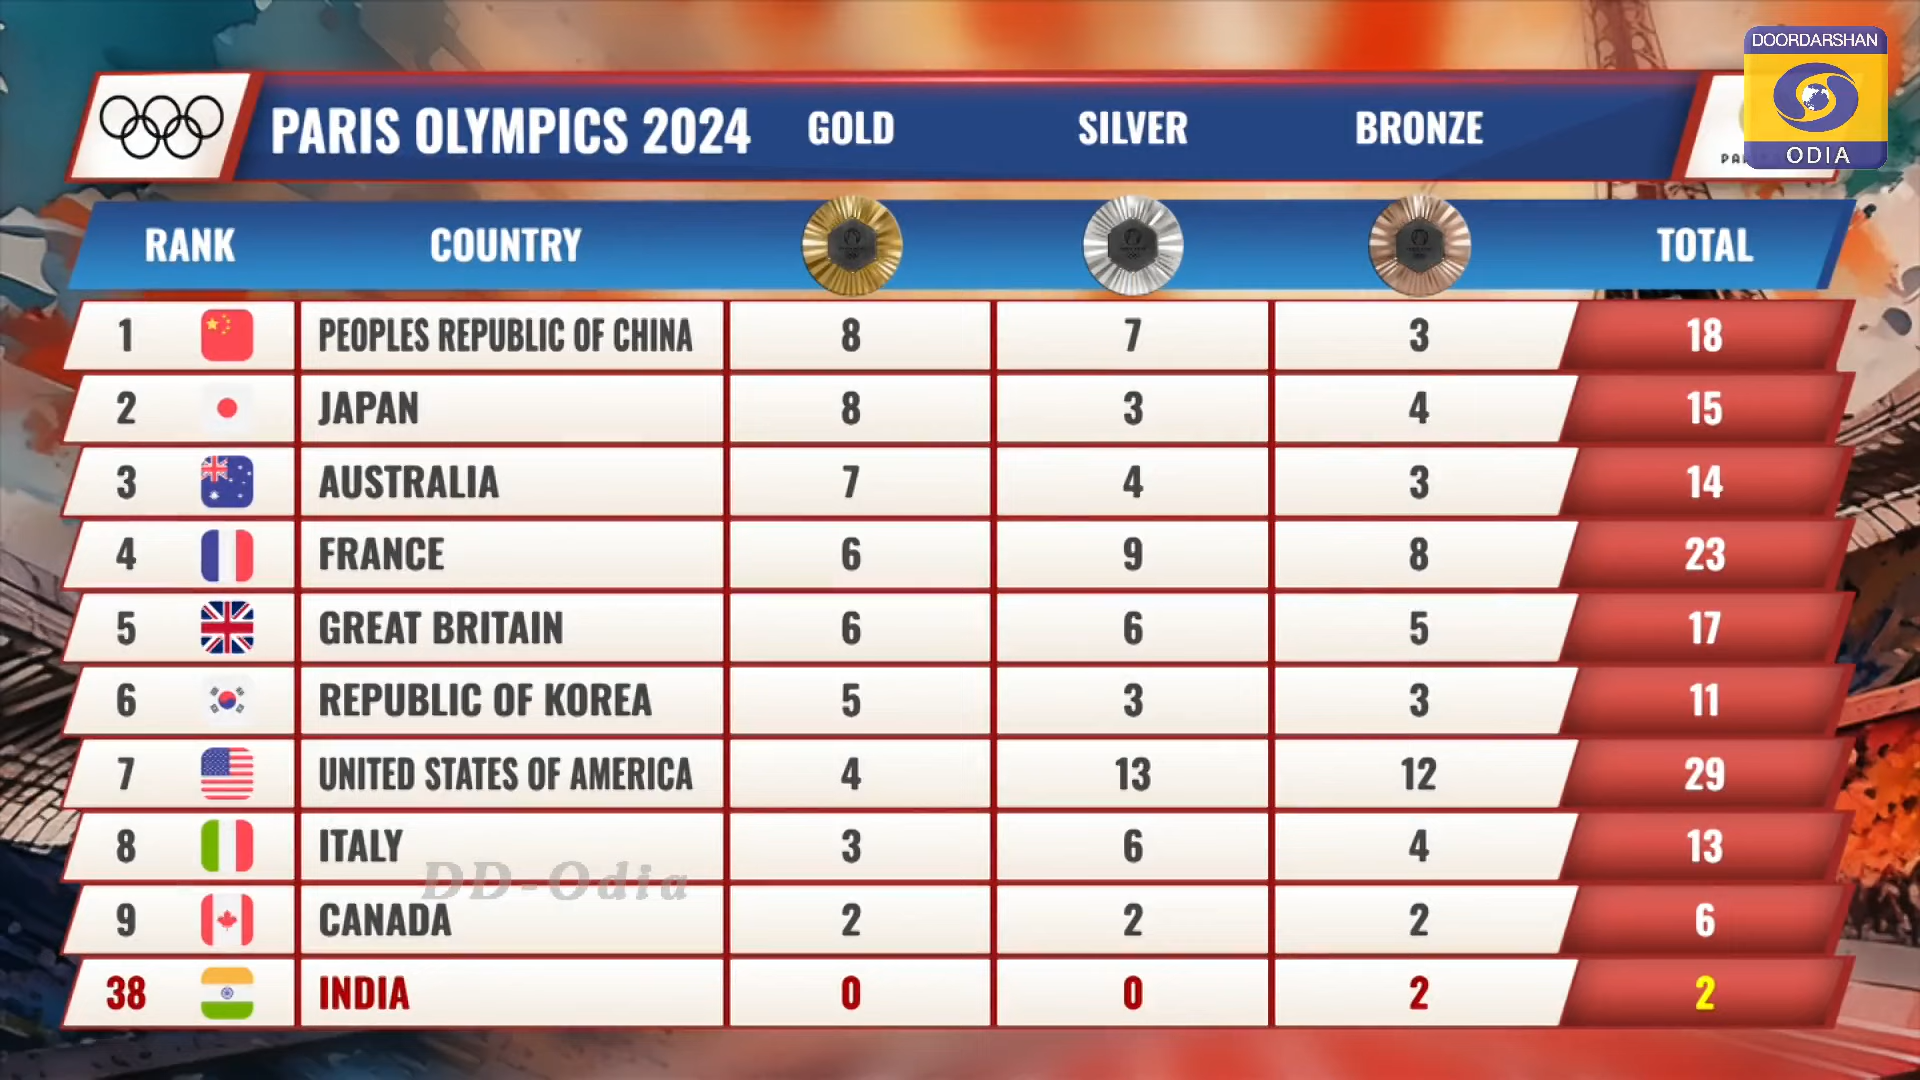 DOORDARSHAN
ODIA
PARIS OLYMPICS 2024 GOLD SILVER BRONZE
RANK COUNTRY TOTAL
1 PEOPLES REPUBLIC OF CHINA 8 7 3 18
2 JAPAN 8 3 4 15
3 AUSTRALIA 7 4 3 14
4 FRANCE 6 9 8 23
5 GREAT BRITAIN 6 6 5 17
6 REPUBLIC OF KOREA 5 3 3 11
7 UNITED STATES OF AMERICA 4 13 12 29
8 ITALY 3 6 4 13
DD-Odia
9 CANADA 2 2 2 6
38 INDIA 0 0 2 2